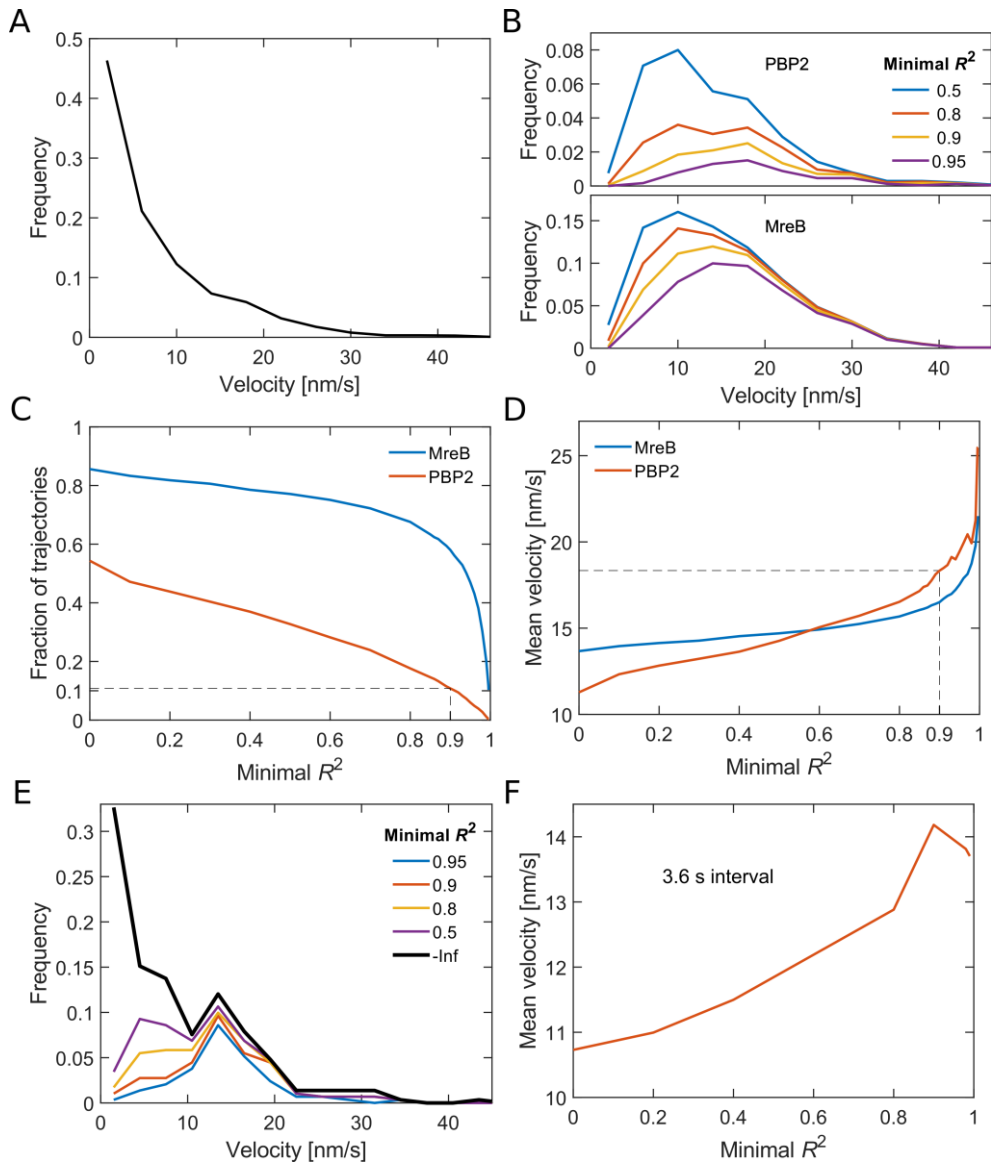 A
0.5
0.4
0.3
0.2
0.1
0
Frequency
0
10
20
30
40
Velocity [nm/s]
B
0.08
0.04
0.02
0
Frequency
PBP2
Minimal R²
0.5
0.8
0.9
0.95
0.15
0.10
0.05
0
Frequency
MreB
0
10
20
30
40
Velocity [nm/s]
C
1
0.8
0.6
0.4
0.2
0.1
0
Fraction of trajectories
MreB
PBP2
0
0.2
0.4
0.6
0.8
0.9
1
Minimal R²
D
25
20
15
10
Mean velocity [nm/s]
MreB
PBP2
0
0.2
0.4
0.6
0.8
0.9
1
Minimal R²
E
0.3
0.25
0.2
0.15
0.1
0.05
0
Frequency
Minimal R²
0.95
0.9
0.8
0.5
-Inf
0
10
20
30
40
Velocity [nm/s]
F
14
13
12
11
10
Mean velocity [nm/s]
3.6 s interval
0
0.2
0.4
0.6
0.8
1
Minimal R²